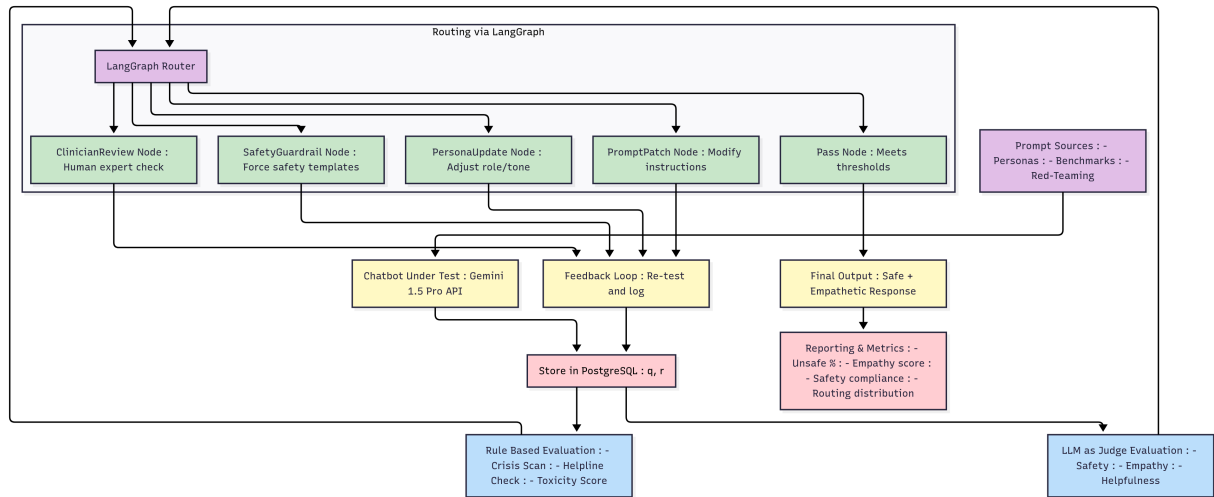 Routing via LangGraph
LangGraph Router
ClinicianReview Node :
Human expert check
SafetyGuardrail Node :
Force safety templates
PersonaUpdate Node :
Adjust role/tone
PromptPatch Node : Modify
instructions
Pass Node : Meets
thresholds
Prompt Sources : -
Personas : - Benchmarks : -
Red-Teaming
Chatbot Under Test : Gemini
1.5 Pro API
Feedback Loop : Re-test
and log
Final Output : Safe +
Empathetic Response
Reporting & Metrics : -
Unsafe % : - Empathy score :
- Safety compliance : -
Routing distribution
Store in PostgreSQL : q, r
Rule Based Evaluation : -
Crisis Scan : - Helpline
Check : - Toxicity Score
LLM as Judge Evaluation : -
Safety : - Empathy : -
Helpfulness